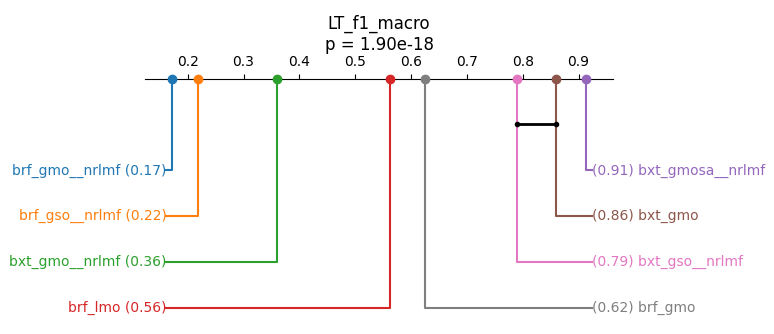 LT_f1_macro
p = 1.90e-18
0.2 0.3 0.4 0.5 0.6 0.7 0.8 0.9
brf_gmo__nrlmf (0.17) (0.91) bxt_gmosa__nrlmf
brf_gso__nrlmf (0.22) (0.86) bxt_gmo
bxt_gmo__nrlmf (0.36) (0.79) bxt_gso__nrlmf
brf_lmo (0.56) (0.62) brf_gmo